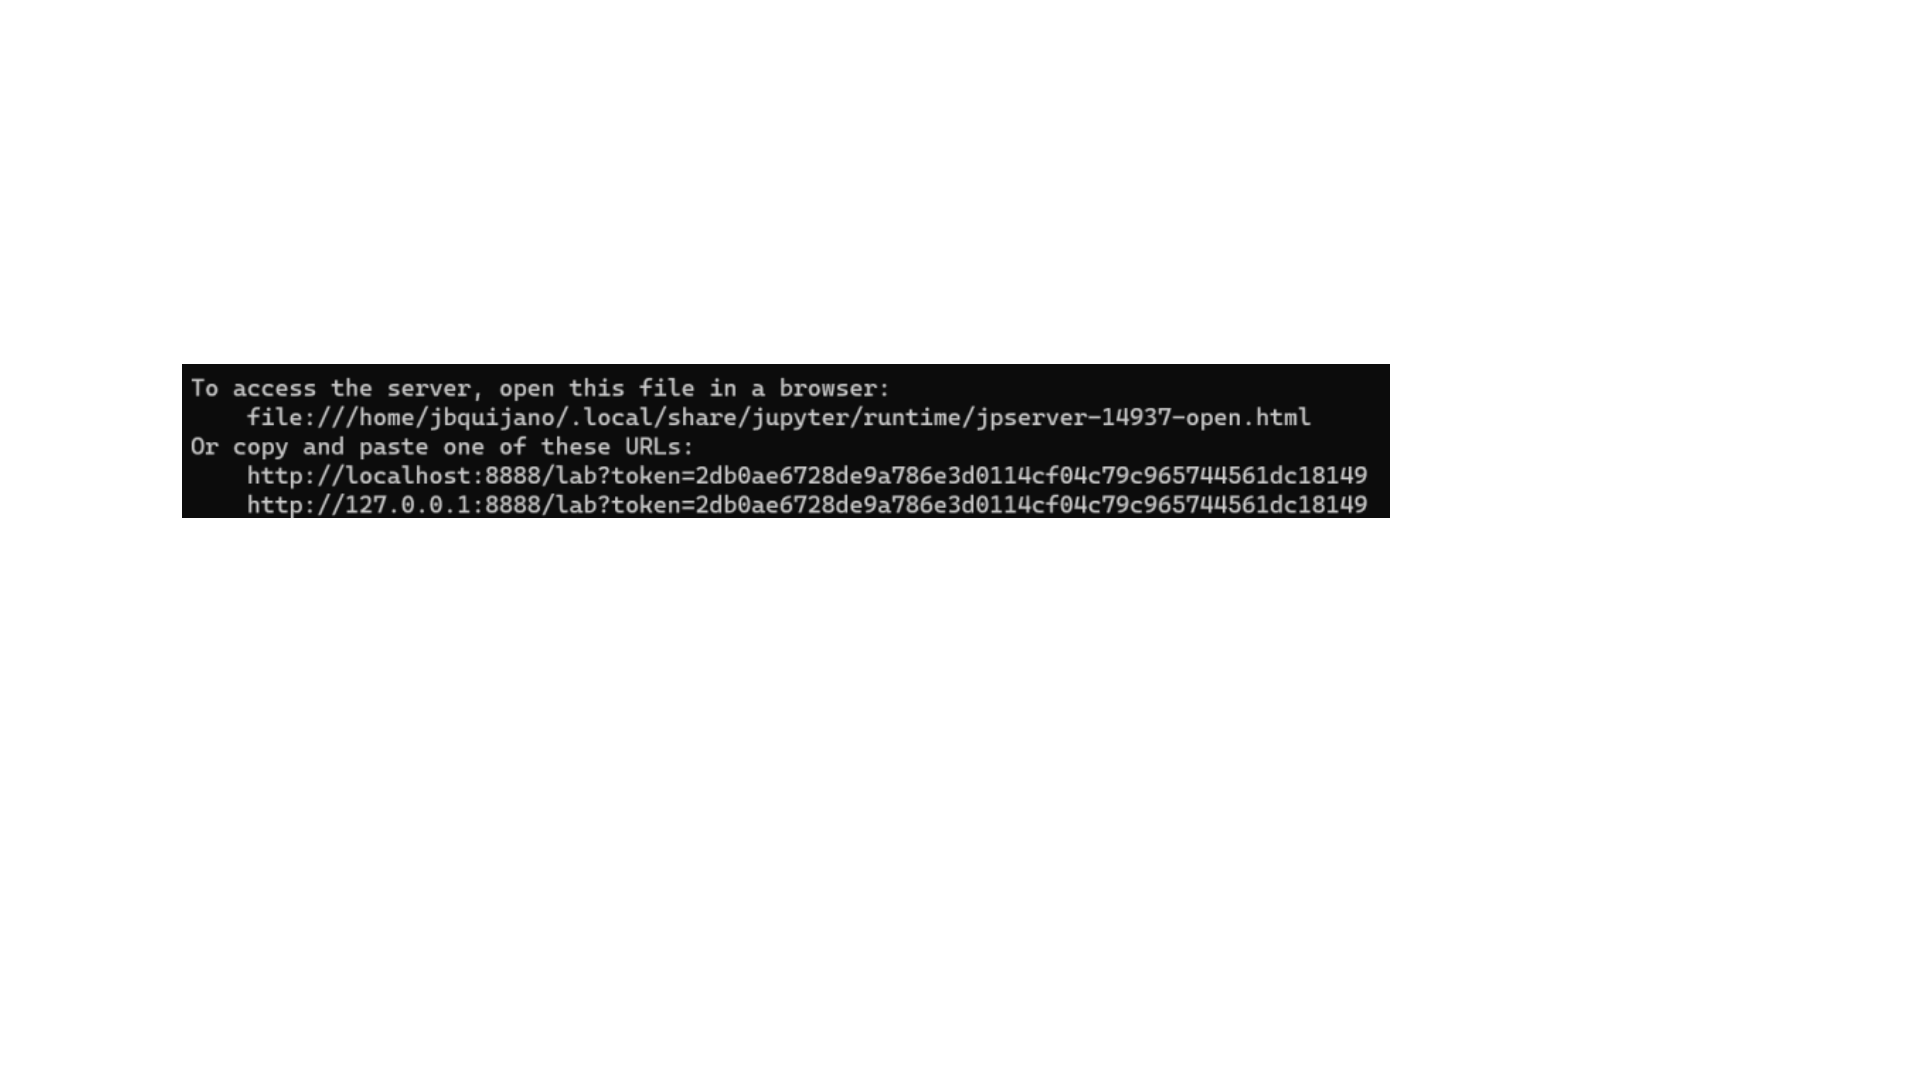 To access the server, open this file in a browser:
file:///home/jbquijano/.local/share/jupyter/runtime/jpserver-14937-open.html
Or copy and paste one of these URLs:
http://localhost:8888/lab?token=2db0ae6728de9a786e3d0114cf04c79c965744561dc18149
http://127.0.0.1:8888/lab?token=2db0ae6728de9a786e3d0114cf04c79c965744561dc18149